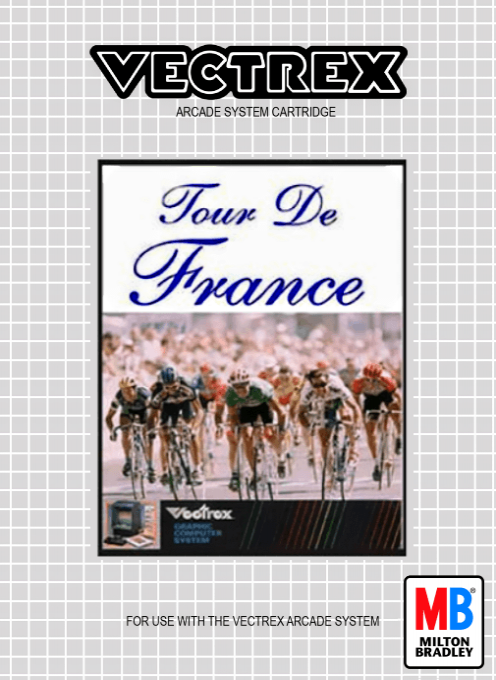 VECTREX
ARCADE SYSTEM CARTRIDGE
Tour De
France
Vectrex
GRAPHIC
COMPUTER
SYSTEM
FOR USE WITH THE VECTREX ARCADE SYSTEM
MB®
MILTON
BRADLEY